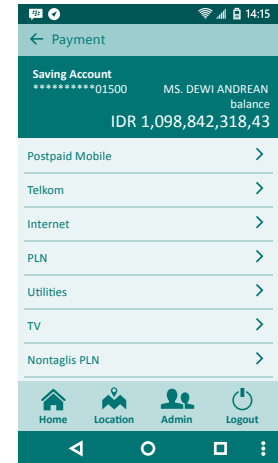 14:15
Payment
Saving Account
**********01500 MS. DEWI ANDREAN
balance
IDR 1,098,842,318,43
Postpaid Mobile
Telkom
Internet
PLN
Utilities
TV
Nontaglis PLN
Home Location Admin Logout